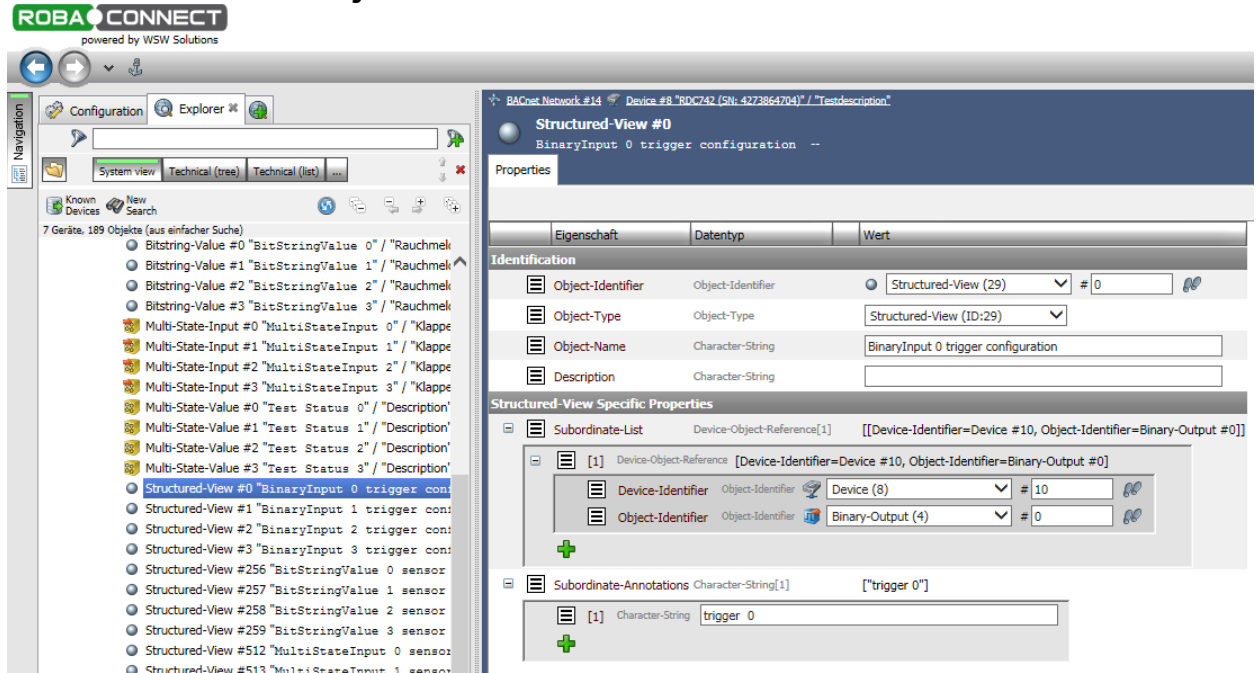 ROBA CONNECT
powered by WSW Solutions
Navigation
Configuration
Explorer
System view
Technical (tree)
Technical (list)
...
Known Devices
New Search
7 Geräte, 189 Objekte (aus einfacher Suche)
Bitstring-Value #0 "BitStringValue 0" / "Rauchmeld
Bitstring-Value #1 "BitStringValue 1" / "Rauchmeld
Bitstring-Value #2 "BitStringValue 2" / "Rauchmeld
Bitstring-Value #3 "BitStringValue 3" / "Rauchmeld
Multi-State-Input #0 "MultiStateInput 0" / "Klappe
Multi-State-Input #1 "MultiStateInput 1" / "Klappe
Multi-State-Input #2 "MultiStateInput 2" / "Klappe
Multi-State-Input #3 "MultiStateInput 3" / "Klappe
Multi-State-Value #0 "Test Status 0" / "Description"
Multi-State-Value #1 "Test Status 1" / "Description"
Multi-State-Value #2 "Test Status 2" / "Description"
Multi-State-Value #3 "Test Status 3" / "Description"
Structured-View #0 "BinaryInput 0 trigger conf
Structured-View #1 "BinaryInput 1 trigger conf
Structured-View #2 "BinaryInput 2 trigger conf
Structured-View #3 "BinaryInput 3 trigger conf
Structured-View #256 "BitStringValue 0 sensor
Structured-View #257 "BitStringValue 1 sensor
Structured-View #258 "BitStringValue 2 sensor
Structured-View #259 "BitStringValue 3 sensor
Structured-View #512 "MultiStateInput 0 sensor
Structured-View #513 "MultiStateInput 1 sensor
BACnet Network #14 Device #8 "RDC742 (SN: 4273864704)" / "Testdescription"
Structured-View #0
BinaryInput 0 trigger configuration --
Properties
Eigenschaft Datentyp Wert
Identification
Object-Identifier Object-Identifier Structured-View (29) # 0
Object-Type Object-Type Structured-View (ID:29)
Object-Name Character-String BinaryInput 0 trigger configuration
Description Character-String
Structured-View Specific Properties
Subordinate-List Device-Object-Reference[1] [[Device-Identifier=Device #10, Object-Identifier=Binary-Output #0]]
[1] Device-Object-Reference [Device-Identifier=Device #10, Object-Identifier=Binary-Output #0]
Device-Identifier Object-Identifier Device (8) # 10
Object-Identifier Object-Identifier Binary-Output (4) # 0
Subordinate-Annotations Character-String[1] ["trigger 0"]
[1] Character-String trigger 0